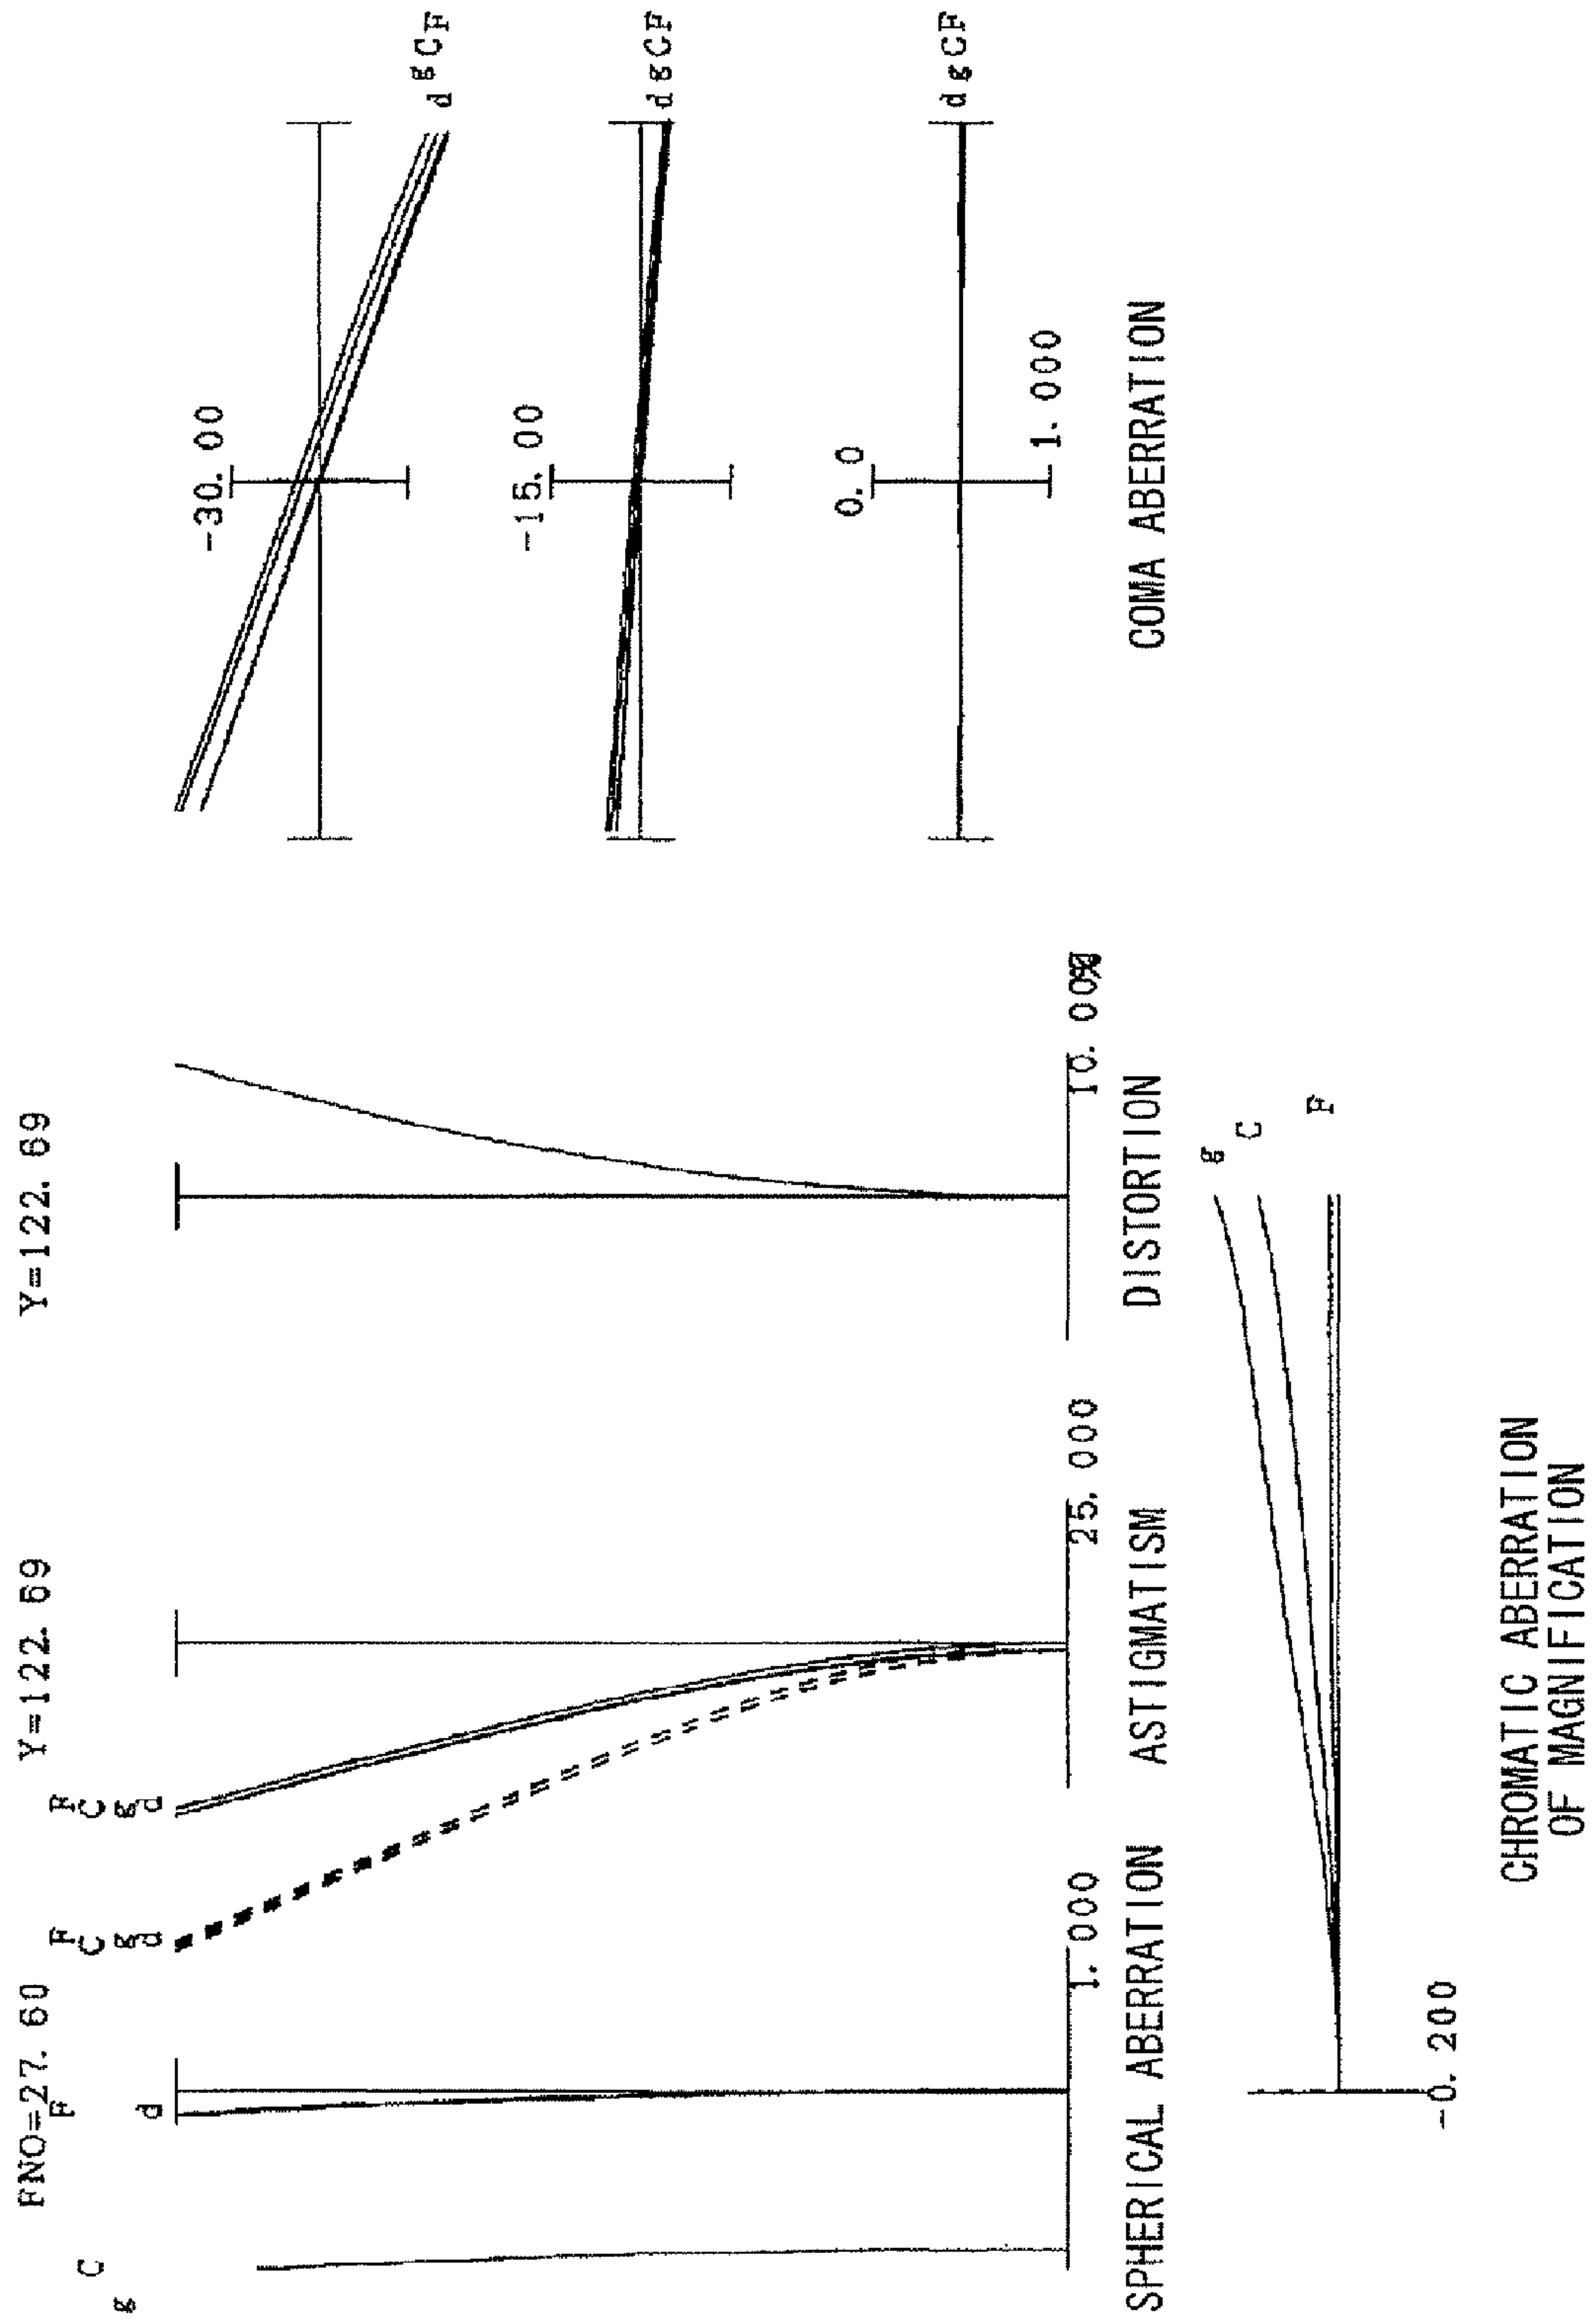 FNO=27. 60
F
d
C
g
1. 000
SPHERICAL ABERRATION
Y=122. 69
F
C
g
d
F
C
g
d
25. 000
ASTIGMATISM
Y=122. 69
10. 00%
DISTORTION
-30. 00
d g C F
-15. 00
d g C F
0. 0
d g C F
1. 000
COMA ABERRATION
g
C
F
-0. 200
CHROMATIC ABERRATION
OF MAGNIFICATION